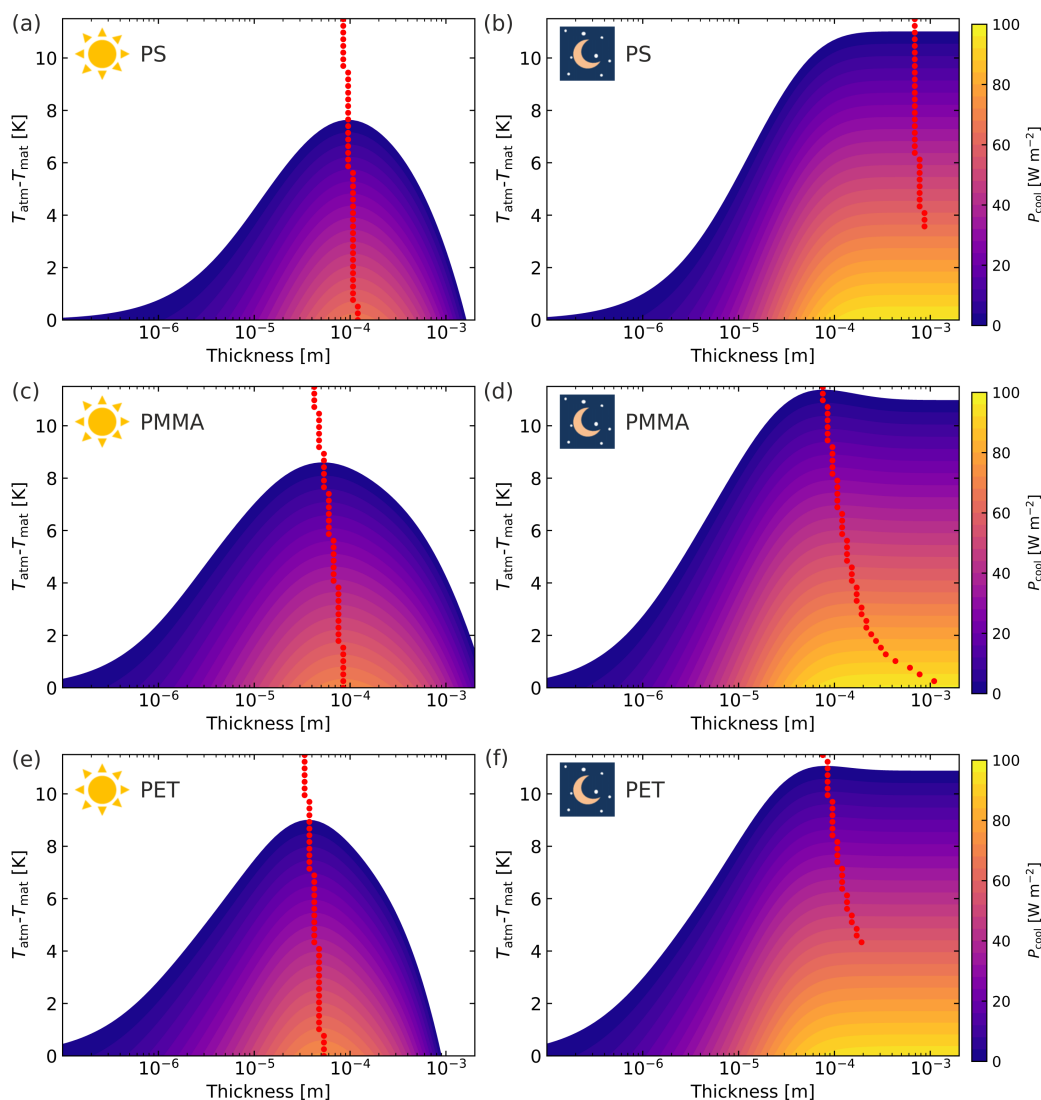 (a) PS
(b) PS
10
8
6
4
2
0
T_atm-T_mat [K]
10⁻⁶ 10⁻⁵ 10⁻⁴ 10⁻³
Thickness [m]
10
8
6
4
2
0
T_atm-T_mat [K]
10⁻⁶ 10⁻⁵ 10⁻⁴ 10⁻³
Thickness [m]
100
80
60
40
20
0
P_cool [W m⁻²]
(c) PMMA
(d) PMMA
10
8
6
4
2
0
T_atm-T_mat [K]
10⁻⁶ 10⁻⁵ 10⁻⁴ 10⁻³
Thickness [m]
10
8
6
4
2
0
T_atm-T_mat [K]
10⁻⁶ 10⁻⁵ 10⁻⁴ 10⁻³
Thickness [m]
100
80
60
40
20
0
P_cool [W m⁻²]
(e) PET
(f) PET
10
8
6
4
2
0
T_atm-T_mat [K]
10⁻⁶ 10⁻⁵ 10⁻⁴ 10⁻³
Thickness [m]
10
8
6
4
2
0
T_atm-T_mat [K]
10⁻⁶ 10⁻⁵ 10⁻⁴ 10⁻³
Thickness [m]
100
80
60
40
20
0
P_cool [W m⁻²]